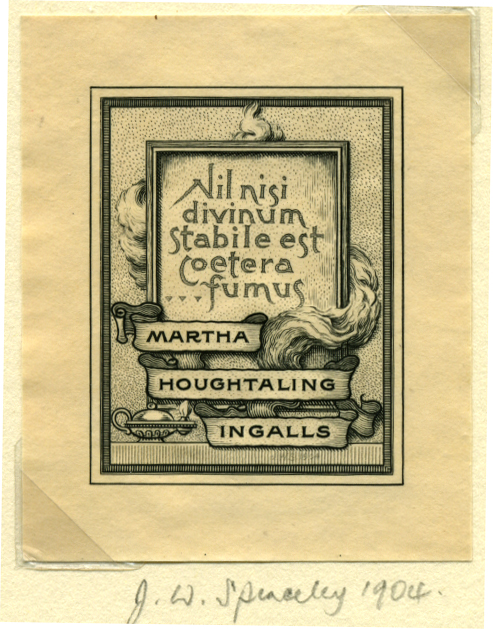 Nil nisi
divinum
stabile est
Coetera
fumus
MARTHA
HOUGHTALING
INGALLS
J. W. Spenceley 1904.